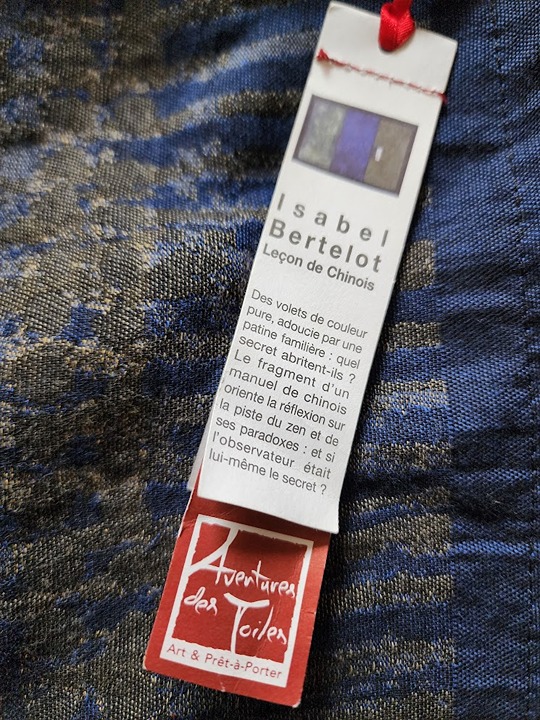 Isabel
Bertelot
Leçon de Chinois
Des volets de couleur
pure, adoucie par une
patine familière : quel
secret abritent-ils ?
Le fragment d'un
manuel de chinois
oriente la réflexion sur
la piste du zen et de
ses paradoxes : et si
l'observateur était
lui-même le secret ?
Aventures
des Toiles
Art & Prêt-à-Porter